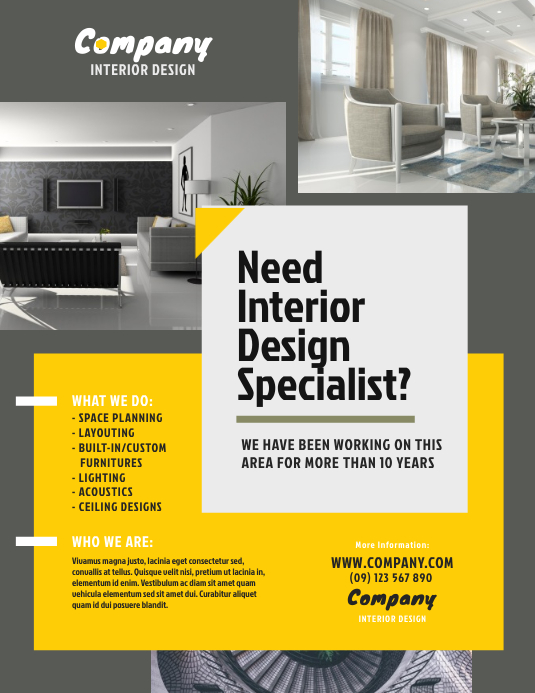 Company
INTERIOR DESIGN
Need
Interior
Design
Specialist?
WE HAVE BEEN WORKING ON THIS
AREA FOR MORE THAN 10 YEARS
WHAT WE DO:
- SPACE PLANNING
- LAYOUTING
- BUILT-IN/CUSTOM
FURNITURES
- LIGHTING
- ACOUSTICS
- CEILING DESIGNS
WHO WE ARE:
Vivamus magna justo, lacinia eget consectetur sed,
convallis at tellus. Quisque velit nisi, pretium ut lacinia in,
elementum id enim. Vestibulum ac diam sit amet quam
vehicula elementum sed sit amet dui. Curabitur aliquet
quam id dui posuere blandit.
More Information:
WWW.COMPANY.COM
(09) 123 567 890
Company
INTERIOR DESIGN